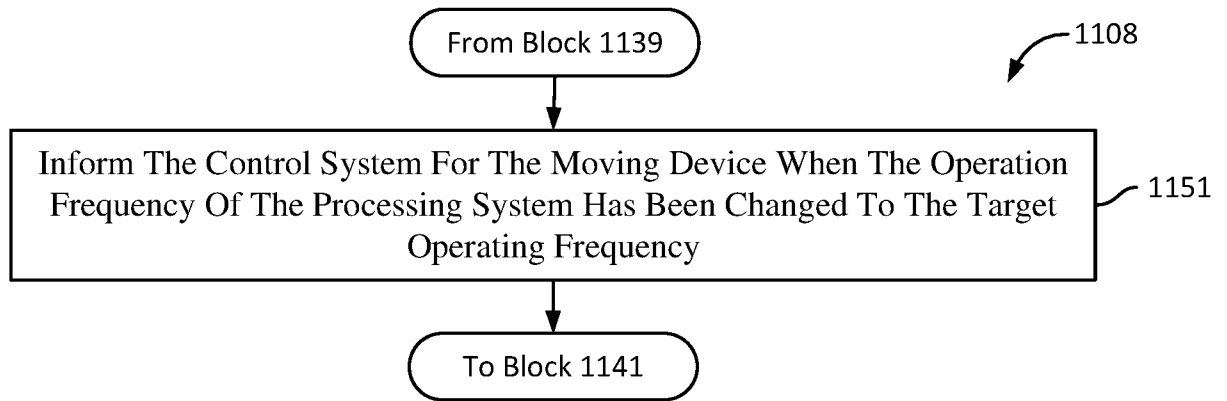 From Block 1139
1108
Inform The Control System For The Moving Device When The Operation
Frequency Of The Processing System Has Been Changed To The Target
Operating Frequency
1151
To Block 1141